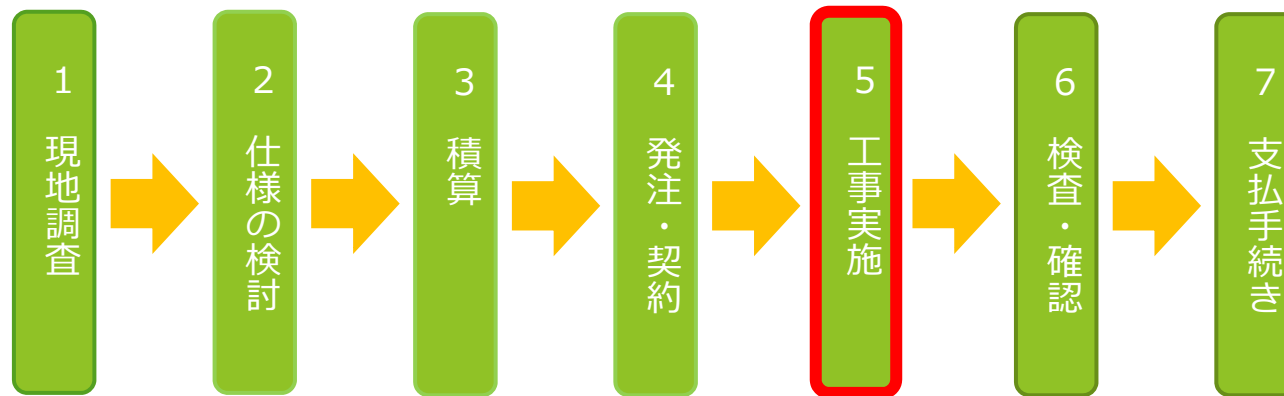 1 現地調査
2 仕様の検討
3 積算
4 発注・契約
5 工事実施
6 検査・確認
7 支払手続き